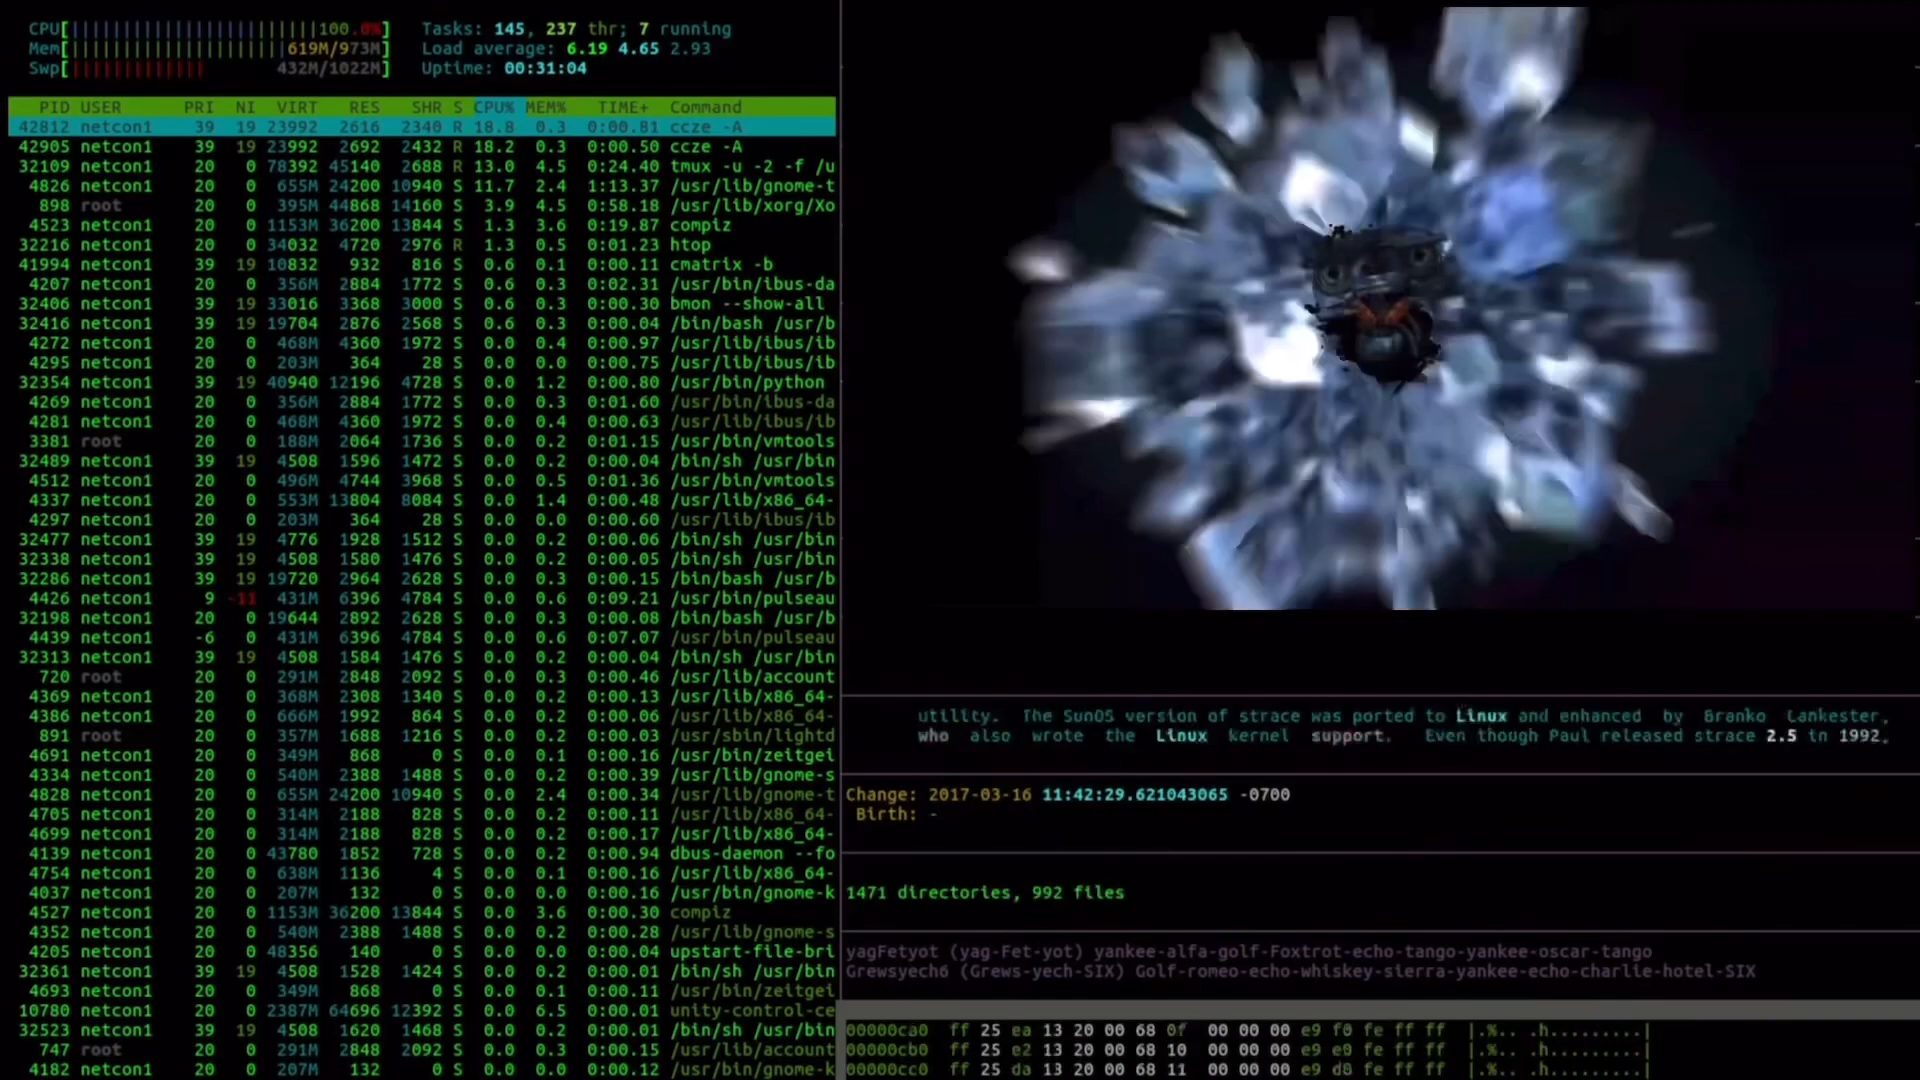 CPU[||||||||||||||||||||||||||100.0%]
Mem[||||||||||||||||||||||619M/973M]
Swp[|||||||||||||| 432M/1022M]
Tasks: 145, 237 thr; 7 running
Load average: 6.19 4.65 2.93
Uptime: 00:31:04
PID USER PRI NI VIRT RES SHR S CPU% MEM% TIME+ Command
42812 netcon1 39 19 23992 2616 2340 R 18.8 0.3 0:00.81 ccze -A
42905 netcon1 39 19 23992 2692 2432 R 18.2 0.3 0:00.50 ccze -A
32109 netcon1 20 0 78392 45140 2688 R 13.0 4.5 0:24.40 tmux -u -2 -f /u
4826 netcon1 20 0 655M 24200 10940 S 11.7 2.4 1:13.37 /usr/lib/gnome-t
898 root 20 0 395M 44868 14160 S 3.9 4.5 0:58.18 /usr/lib/xorg/Xo
4523 netcon1 20 0 1153M 36200 13844 S 1.3 3.6 0:19.87 compiz
32216 netcon1 20 0 34032 4720 2976 R 1.3 0.5 0:01.23 htop
41994 netcon1 39 19 10832 932 816 S 0.6 0.1 0:00.11 cmatrix -b
4207 netcon1 20 0 356M 2884 1772 S 0.6 0.3 0:02.31 /usr/bin/ibus-da
32406 netcon1 39 19 33016 3368 3000 S 0.6 0.3 0:00.30 bmon --show-all
32416 netcon1 39 19 19704 2876 2568 S 0.6 0.3 0:00.04 /bin/bash /usr/b
4272 netcon1 20 0 468M 4360 1972 S 0.0 0.4 0:00.97 /usr/lib/ibus/ib
4295 netcon1 20 0 203M 364 28 S 0.0 0.0 0:00.75 /usr/lib/ibus/ib
32354 netcon1 39 19 40940 12196 4728 S 0.0 1.2 0:00.80 /usr/bin/python
4269 netcon1 20 0 356M 2884 1772 S 0.0 0.3 0:01.60 /usr/bin/ibus-da
4281 netcon1 20 0 468M 4360 1972 S 0.0 0.4 0:00.63 /usr/lib/ibus/ib
3381 root 20 0 188M 2064 1736 S 0.0 0.2 0:01.15 /usr/bin/vmtools
32489 netcon1 39 19 4508 1596 1472 S 0.0 0.2 0:00.04 /bin/sh /usr/bin
4512 netcon1 20 0 496M 4744 3968 S 0.0 0.5 0:01.36 /usr/bin/vmtools
4337 netcon1 20 0 553M 13804 8084 S 0.0 1.4 0:00.48 /usr/lib/x86_64-
4297 netcon1 20 0 203M 364 28 S 0.0 0.0 0:00.60 /usr/lib/ibus/ib
32477 netcon1 39 19 4776 1928 1512 S 0.0 0.2 0:00.06 /bin/sh /usr/bin
32338 netcon1 39 19 4508 1580 1476 S 0.0 0.2 0:00.05 /bin/sh /usr/bin
32286 netcon1 39 19 19720 2964 2628 S 0.0 0.3 0:00.15 /bin/bash /usr/b
4426 netcon1 9 -11 431M 6396 4784 S 0.0 0.6 0:09.21 /usr/bin/pulseau
32198 netcon1 20 0 19644 2892 2628 S 0.0 0.3 0:00.08 /bin/bash /usr/b
4439 netcon1 -6 0 431M 6396 4784 S 0.0 0.6 0:07.07 /usr/bin/pulseau
32313 netcon1 39 19 4508 1584 1476 S 0.0 0.2 0:00.04 /bin/sh /usr/bin
720 root 20 0 291M 2848 2092 S 0.0 0.3 0:00.46 /usr/lib/account
4369 netcon1 20 0 368M 2308 1340 S 0.0 0.2 0:00.13 /usr/lib/x86_64-
4386 netcon1 20 0 666M 1992 864 S 0.0 0.2 0:00.06 /usr/lib/x86_64-
891 root 20 0 357M 1688 1216 S 0.0 0.2 0:00.03 /usr/sbin/lightd
4691 netcon1 20 0 349M 868 0 S 0.0 0.1 0:00.16 /usr/bin/zeitgei
4334 netcon1 20 0 540M 2388 1488 S 0.0 0.2 0:00.39 /usr/lib/gnome-s
4828 netcon1 20 0 655M 24200 10940 S 0.0 2.4 0:00.34 /usr/lib/gnome-t
4705 netcon1 20 0 314M 2188 828 S 0.0 0.2 0:00.11 /usr/lib/x86_64-
4699 netcon1 20 0 314M 2188 828 S 0.0 0.2 0:00.17 /usr/lib/x86_64-
4139 netcon1 20 0 43780 1852 728 S 0.0 0.2 0:00.94 dbus-daemon --fo
4754 netcon1 20 0 638M 1136 4 S 0.0 0.1 0:00.16 /usr/lib/x86_64-
4037 netcon1 20 0 207M 132 0 S 0.0 0.0 0:00.16 /usr/bin/gnome-k
4527 netcon1 20 0 1153M 36200 13844 S 0.0 3.6 0:00.30 compiz
4352 netcon1 20 0 540M 2388 1488 S 0.0 0.2 0:00.28 /usr/lib/gnome-s
4205 netcon1 20 0 48356 140 0 S 0.0 0.0 0:00.04 upstart-file-bri
32361 netcon1 39 19 4508 1528 1424 S 0.0 0.2 0:00.01 /bin/sh /usr/bin
4693 netcon1 20 0 349M 868 0 S 0.0 0.1 0:00.11 /usr/bin/zeitgei
10780 netcon1 20 0 2387M 64696 12392 S 0.0 6.5 0:00.01 unity-control-ce
32523 netcon1 39 19 4508 1620 1468 S 0.0 0.2 0:00.01 /bin/sh /usr/bin
747 root 20 0 291M 2848 2092 S 0.0 0.3 0:00.15 /usr/lib/account
4182 netcon1 20 0 207M 132 0 S 0.0 0.0 0:00.12 /usr/bin/gnome-k
utility. The SunOS version of strace was ported to Linux and enhanced by Branko Lankester,
who also wrote the Linux kernel support. Even though Paul released strace 2.5 in 1992,
Change: 2017-03-16 11:42:29.621043065 -0700
Birth: -
1471 directories, 992 files
yagFetyot (yag-Fet-yot) yankee-alfa-golf-Foxtrot-echo-tango-yankee-oscar-tango
Grewsyech6 (Grews-yech-SIX) Golf-romeo-echo-whiskey-sierra-yankee-echo-charlie-hotel-SIX
00000ca0 ff 25 ea 13 20 00 68 0f 00 00 00 e9 f0 fe ff ff |.%.. .h.........|
00000cb0 ff 25 e2 13 20 00 68 10 00 00 00 e9 e0 fe ff ff |.%.. .h.........|
00000cc0 ff 25 da 13 20 00 68 11 00 00 00 e9 d0 fe ff ff |.%.. .h.........|